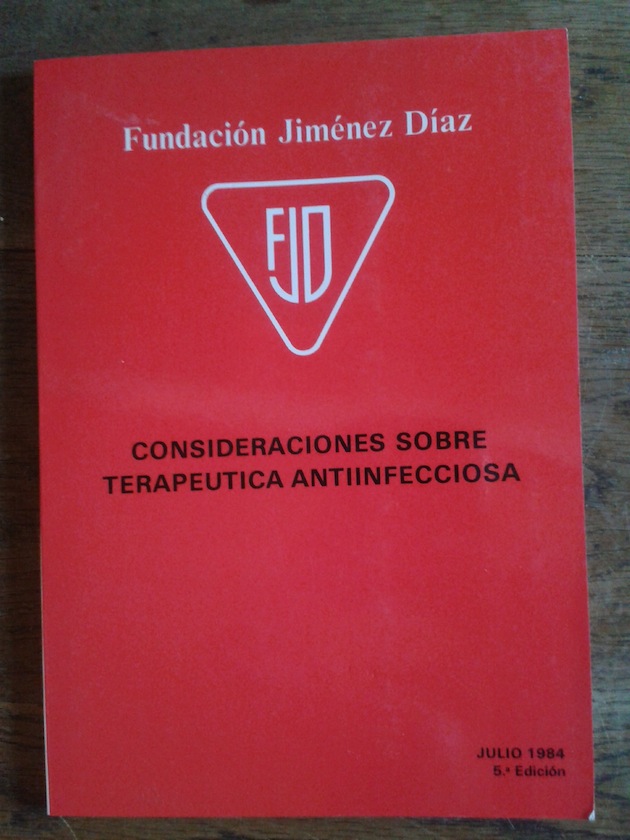 Fundación Jiménez Díaz
FJD
CONSIDERACIONES SOBRE
TERAPEUTICA ANTIINFECCIOSA
JULIO 1984
5.ª Edición